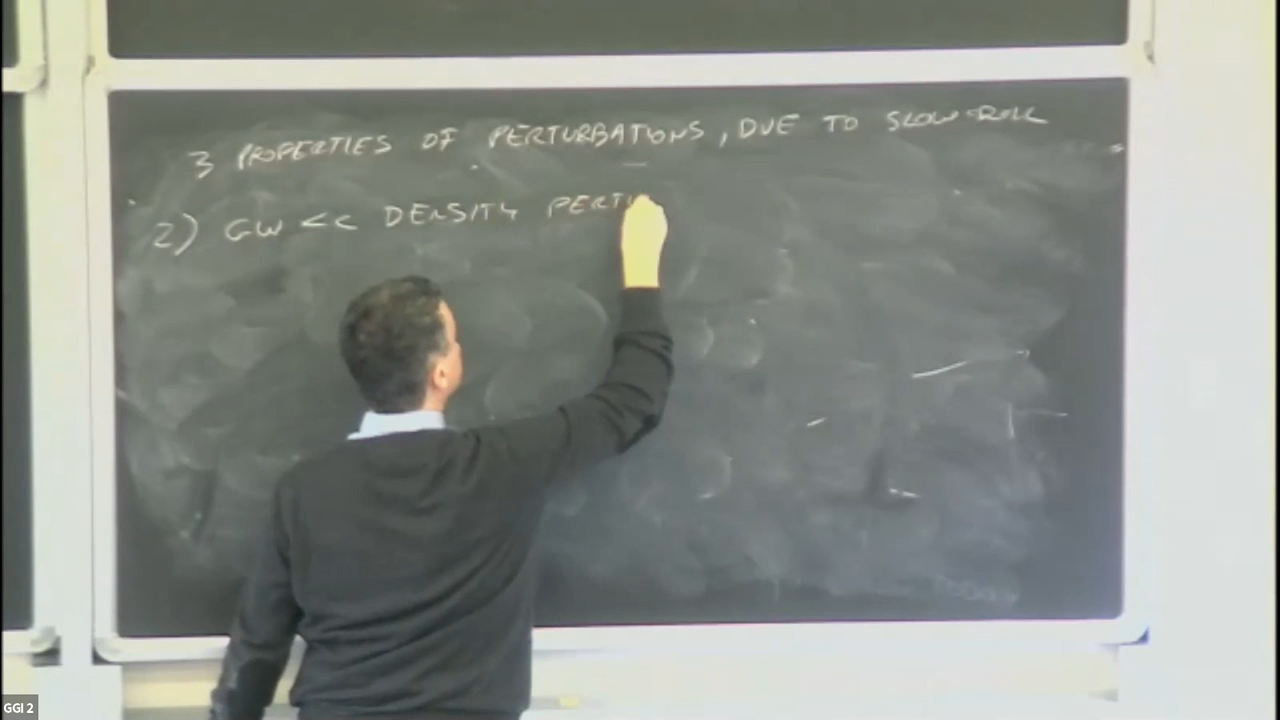 3 PROPERTIES OF PERTURBATIONS, DUE TO SLOW-ROLL
2) GW << DENSITY PERTU
GGI 2